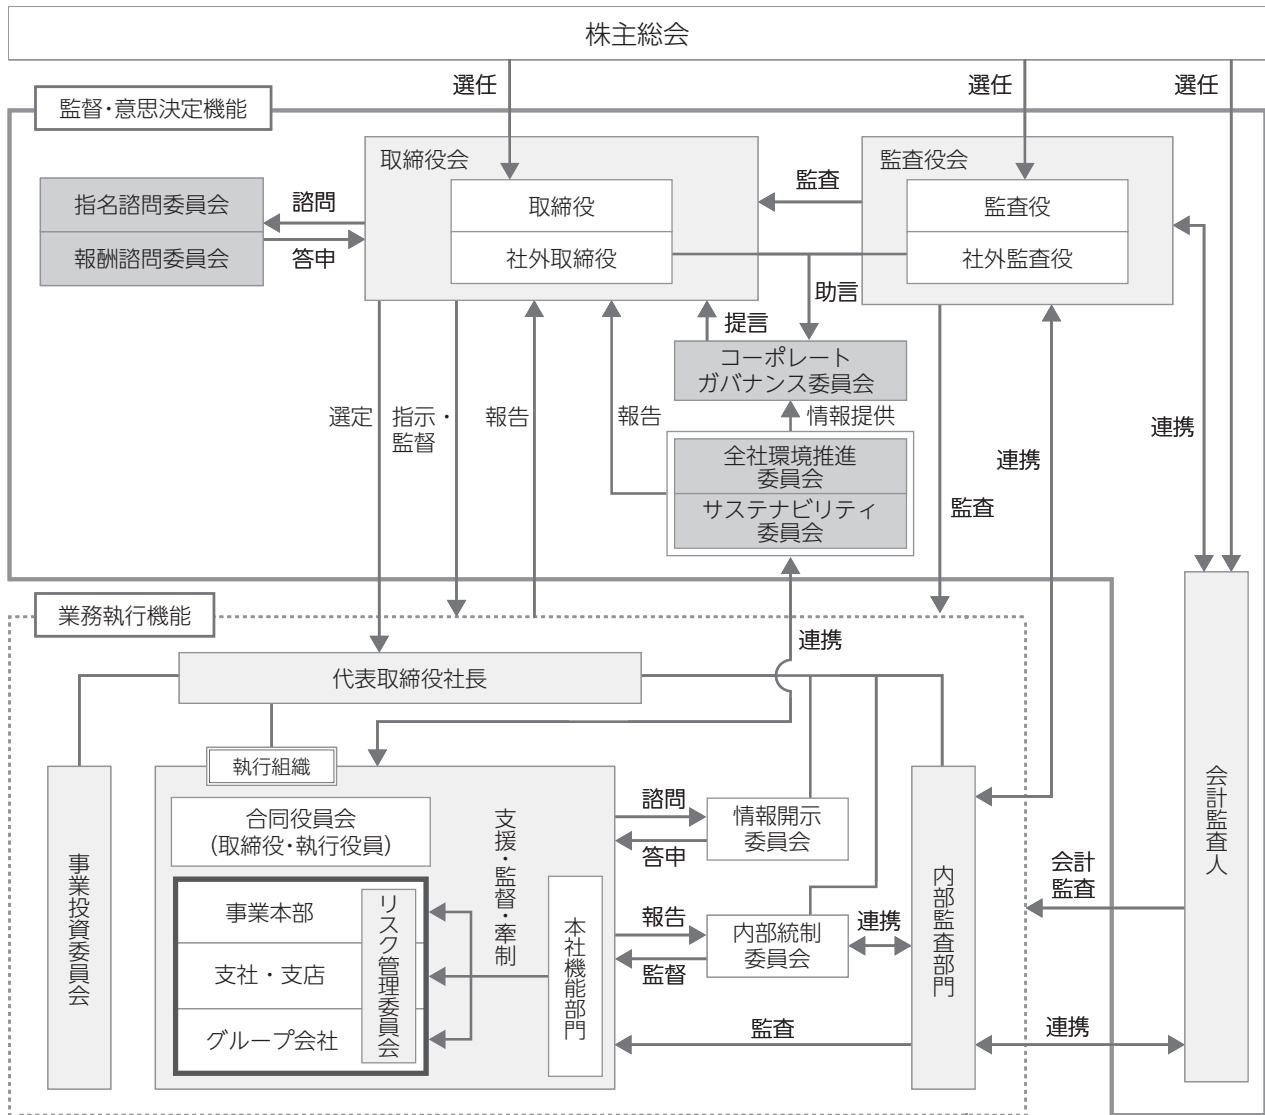 株主総会
選任
選任
選任
監督・意思決定機能
取締役会
監査役会
監査
指名諮問委員会
諮問
取締役
監査役
報酬諮問委員会
答申
社外取締役
社外監査役
助言
提言
コーポレート
ガバナンス委員会
選定
指示・
監督
報告
報告
情報提供
連携
全社環境推進
委員会
連携
サステナビリティ
委員会
監査
業務執行機能
連携
代表取締役社長
執行組織
諮問
情報開示
委員会
答申
合同役員会
(取締役・執行役員)
支援・監督・牽制
会計監査人
事業投資委員会
会計
監査
内部監査部門
事業本部
リスク管理委員会
本社機能部門
報告
内部統制
委員会
連携
監督
支社・支店
グループ会社
監査
連携